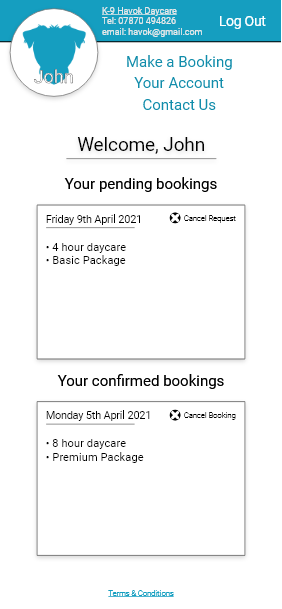 K-9 Havok Daycare
Tel: 07870 494826
email: havok@gmail.com
Log Out
John
Make a Booking
Your Account
Contact Us
Welcome, John
Your pending bookings
Friday 9th April 2021
Cancel Request
• 4 hour daycare
• Basic Package
Your confirmed bookings
Monday 5th April 2021
Cancel Booking
• 8 hour daycare
• Premium Package
Terms & Conditions